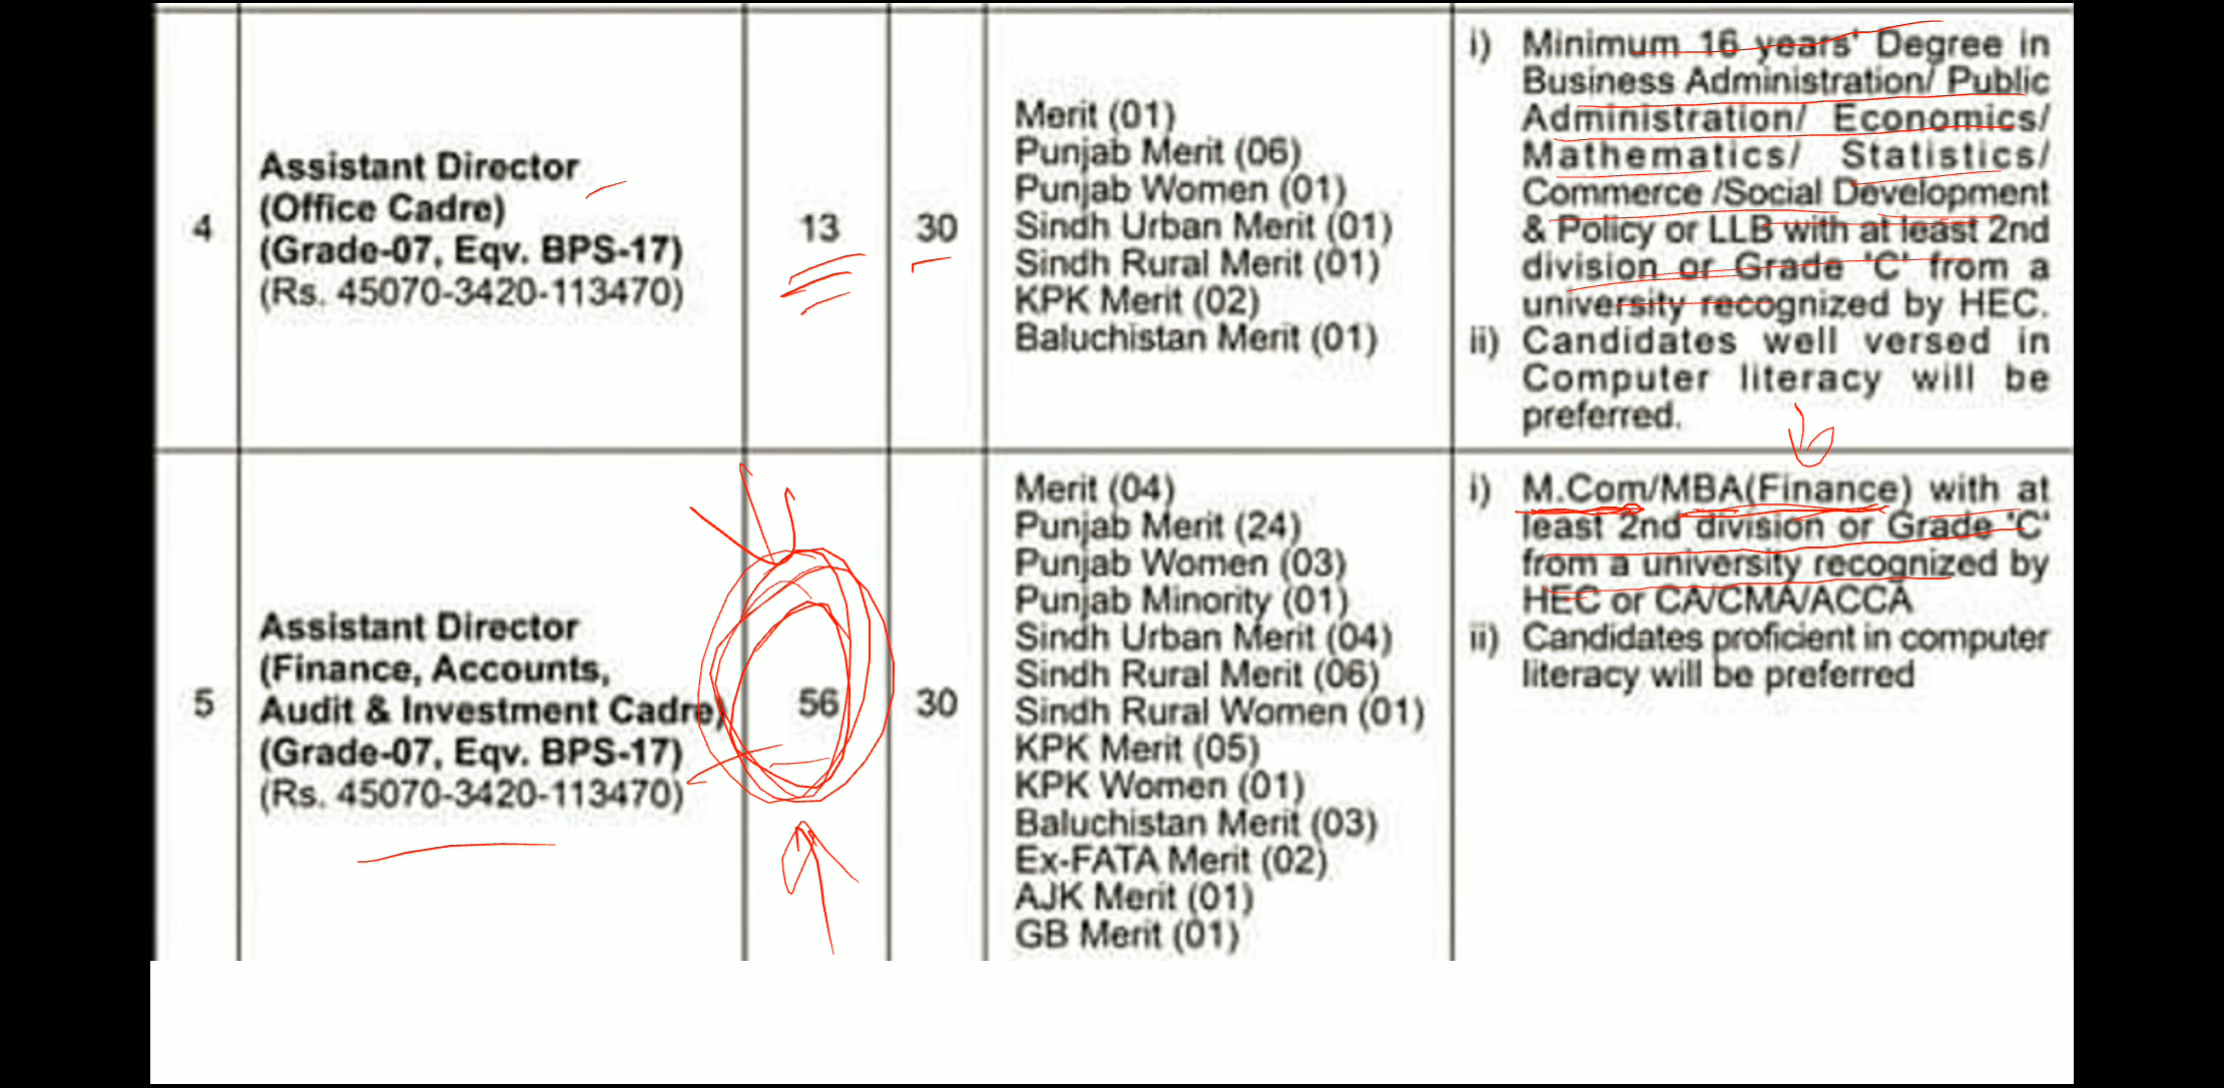 4
Assistant Director
(Office Cadre)
(Grade-07, Eqv. BPS-17)
(Rs. 45070-3420-113470)
13
30
Merit (01)
Punjab Merit (06)
Punjab Women (01)
Sindh Urban Merit (01)
Sindh Rural Merit (01)
KPK Merit (02)
Baluchistan Merit (01)
i) Minimum 16 years' Degree in
Business Administration/ Public
Administration/ Economics/
Mathematics/ Statistics/
Commerce /Social Development
& Policy or LLB with at least 2nd
division or Grade 'C' from a
university recognized by HEC.
ii) Candidates well versed in
Computer literacy will be
preferred.
5
Assistant Director
(Finance, Accounts,
Audit & Investment Cadre)
(Grade-07, Eqv. BPS-17)
(Rs. 45070-3420-113470)
56
30
Merit (04)
Punjab Merit (24)
Punjab Women (03)
Punjab Minority (01)
Sindh Urban Merit (04)
Sindh Rural Merit (06)
Sindh Rural Women (01)
KPK Merit (05)
KPK Women (01)
Baluchistan Merit (03)
Ex-FATA Merit (02)
AJK Merit (01)
GB Merit (01)
i) M.Com/MBA(Finance) with at
least 2nd division or Grade 'C'
from a university recognized by
HEC or CA/CMA/ACCA
ii) Candidates proficient in computer
literacy will be preferred